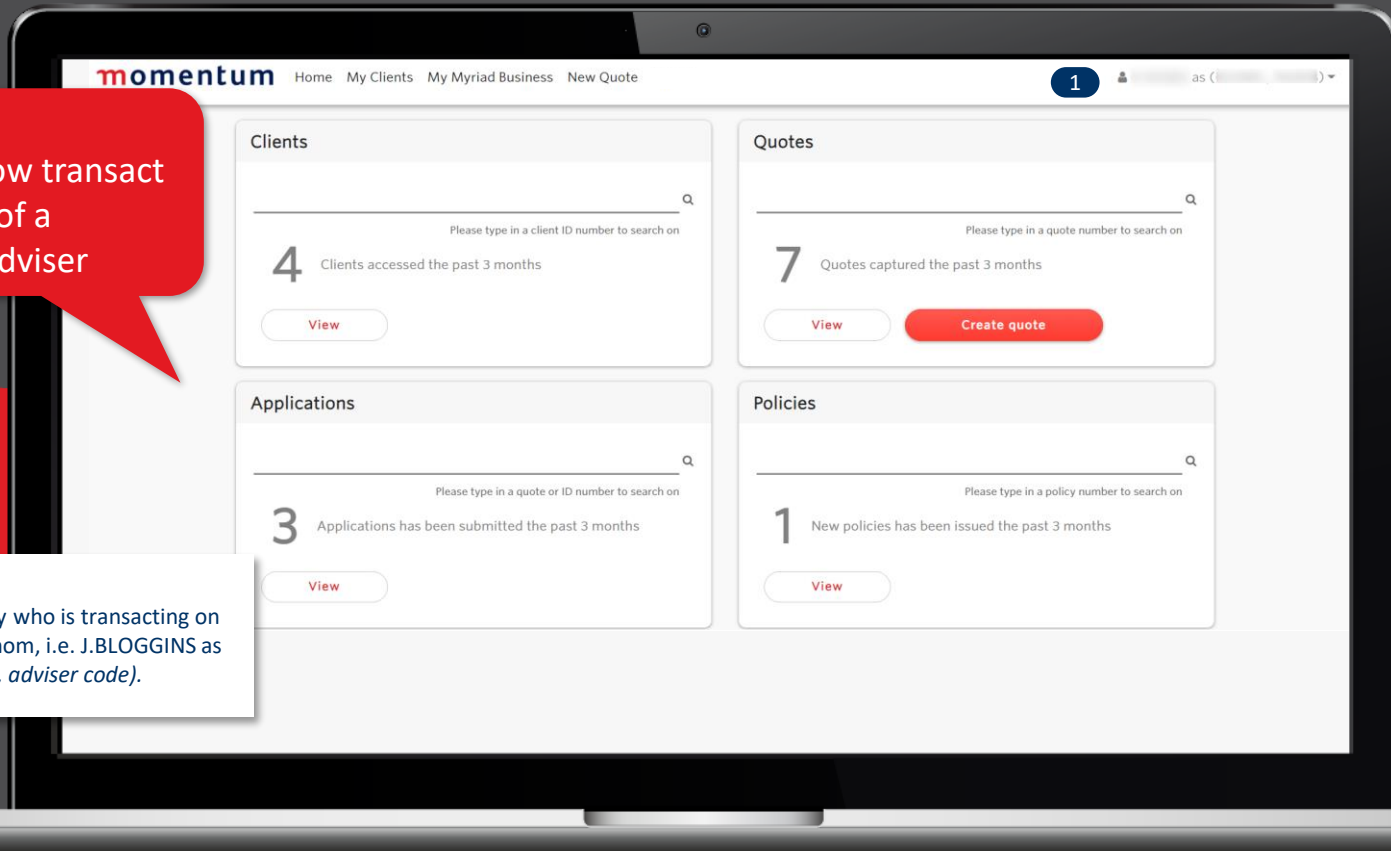 momentum Home My Clients My Myriad Business New Quote
1 as ( )
transact
of a
adviser
Clients
Please type in a client ID number to search on
4 Clients accessed the past 3 months
View
Quotes
Please type in a quote number to search on
7 Quotes captured the past 3 months
View Create quote
Applications
Please type in a quote or ID number to search on
3 Applications has been submitted the past 3 months
View
Policies
Please type in a policy number to search on
1 New policies has been issued the past 3 months
View
who is transacting on
i.e. J.BLOGGINS as
adviser code).